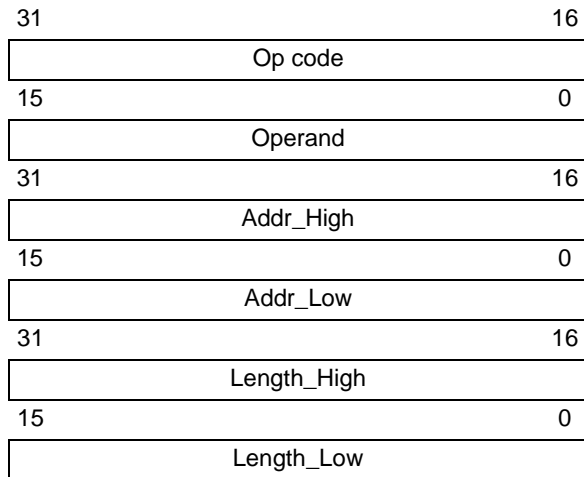 31 16
Op code
15 0
Operand
31 16
Addr_High
15 0
Addr_Low
31 16
Length_High
15 0
Length_Low